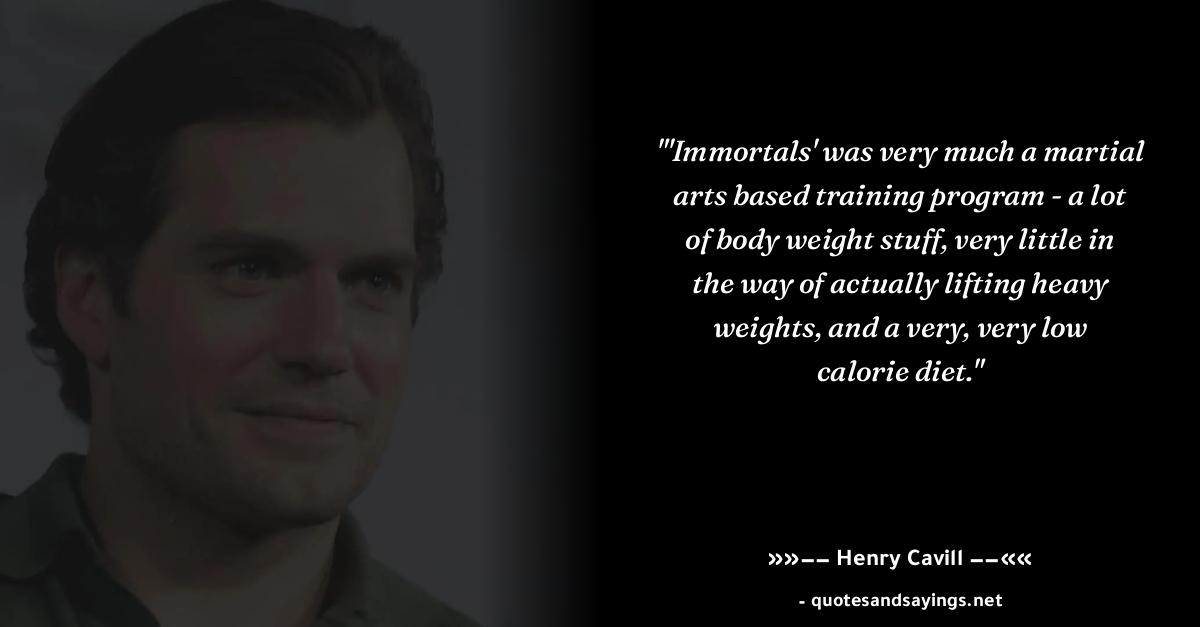 "'Immortals' was very much a martial
arts based training program - a lot
of body weight stuff, very little in
the way of actually lifting heavy
weights, and a very, very low
calorie diet."
»»–– Henry Cavill ––««
- quotesandsayings.net